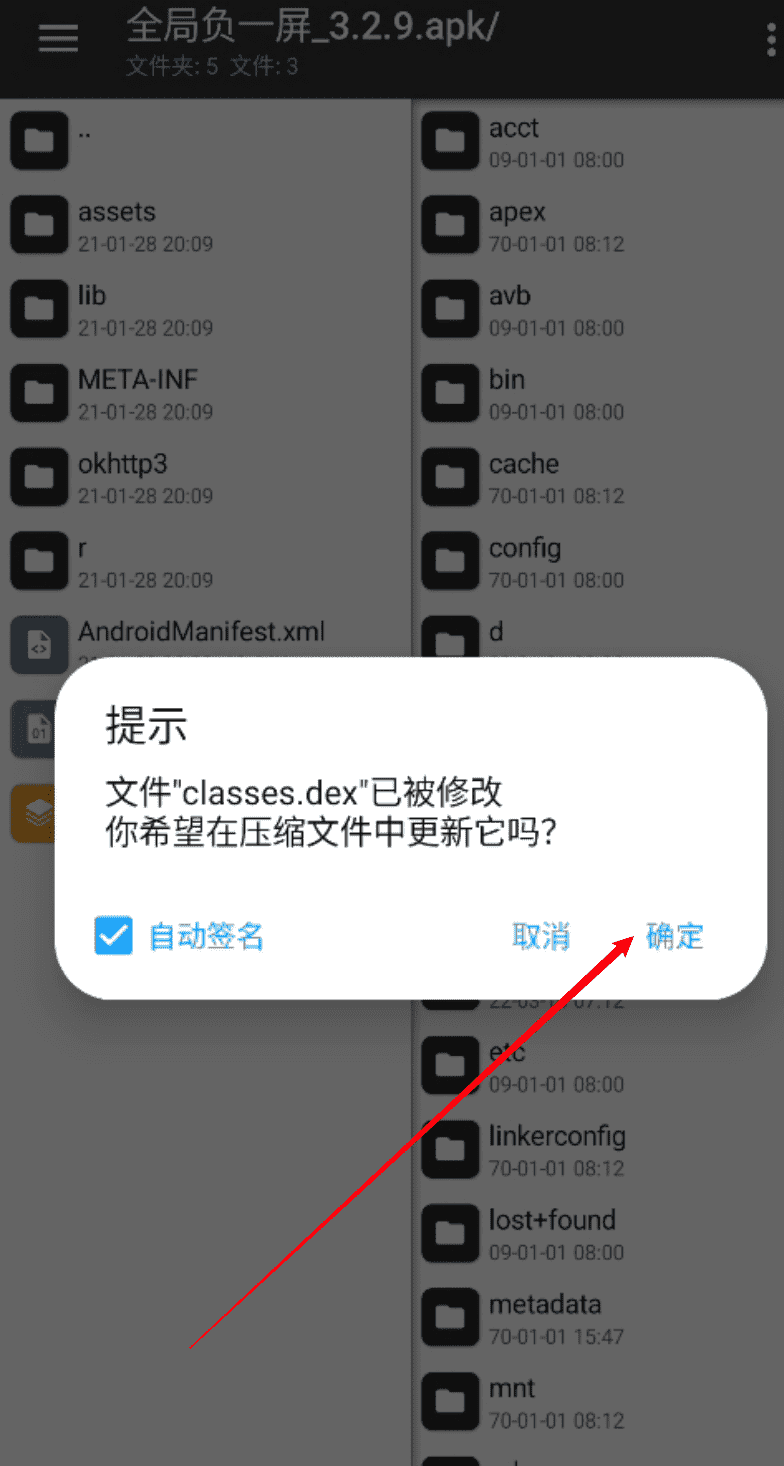 全局负一屏_3.2.9.apk/
文件夹: 5 文件: 3
..
assets
21-01-28 20:09
lib
21-01-28 20:09
META-INF
21-01-28 20:09
okhttp3
21-01-28 20:09
r
21-01-28 20:09
AndroidManifest.xml
01
acct
09-01-01 08:00
apex
70-01-01 08:12
avb
09-01-01 08:00
bin
09-01-01 08:00
cache
70-01-01 08:12
config
70-01-01 08:00
d
提示
文件"classes.dex"已被修改
你希望在压缩文件中更新它吗?
自动签名 取消 确定
etc
09-01-01 08:00
linkerconfig
70-01-01 08:12
lost+found
09-01-01 08:00
metadata
70-01-01 15:47
mnt
70-01-01 08:12